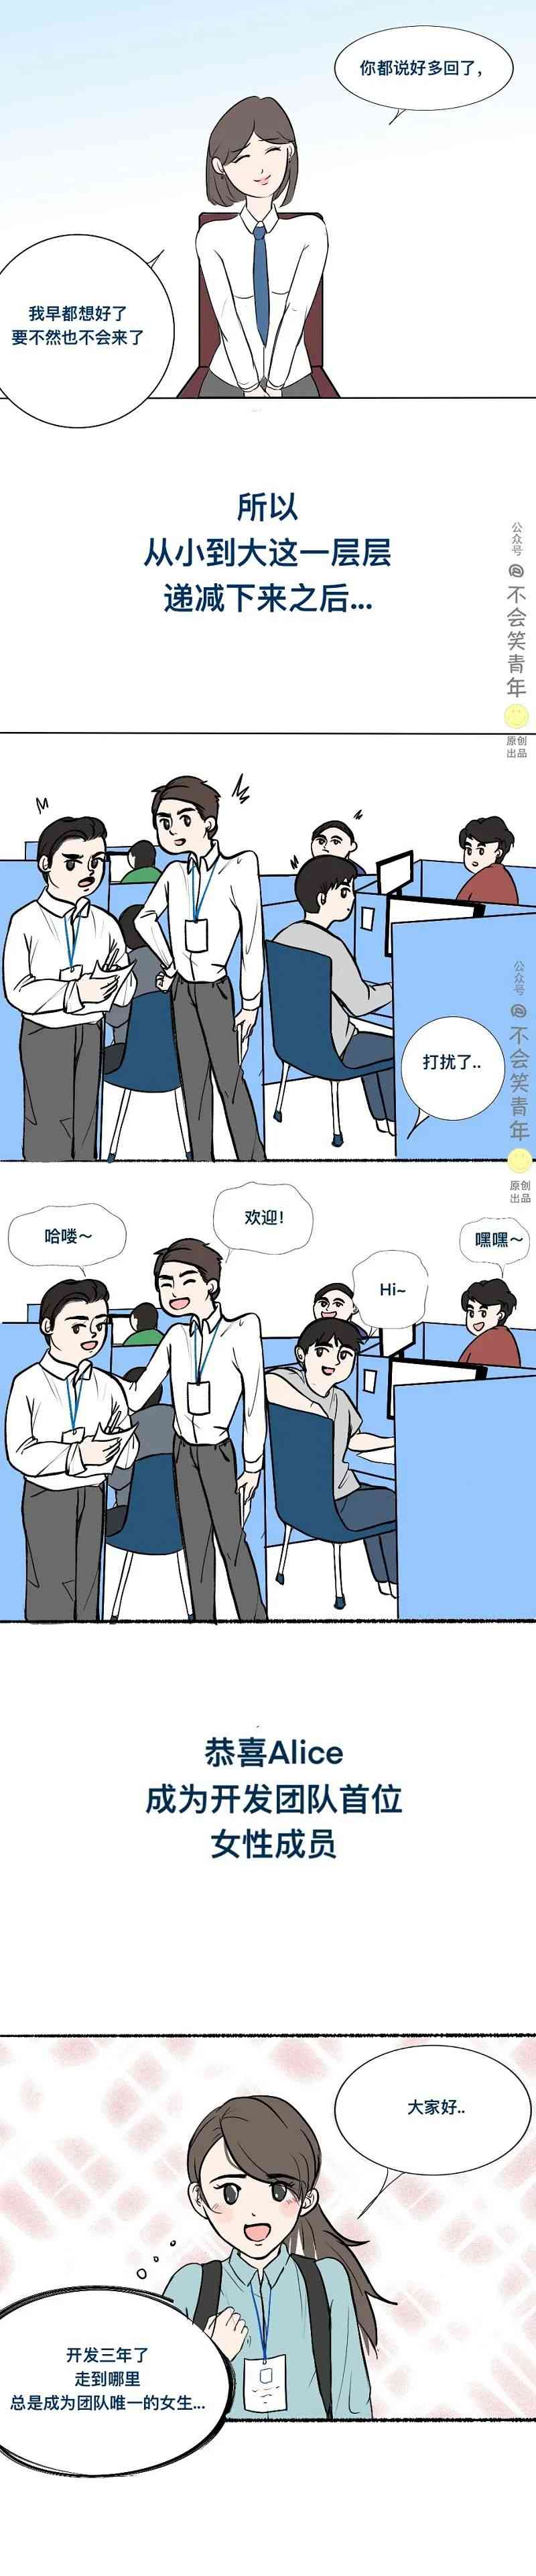 你都说好多回了，
我早都想好了
要不然也不会来了
所以
从小到大这一层层
递减下来之后...
公众号
@不会笑青年
原创
出品
打扰了..
公众号
@不会笑青年
原创
出品
哈喽～
欢迎！
Hi~
嘿嘿～
恭喜Alice
成为开发团队首位
女性成员
大家好..
开发三年了
走到哪里
总是成为团队唯一的女生...